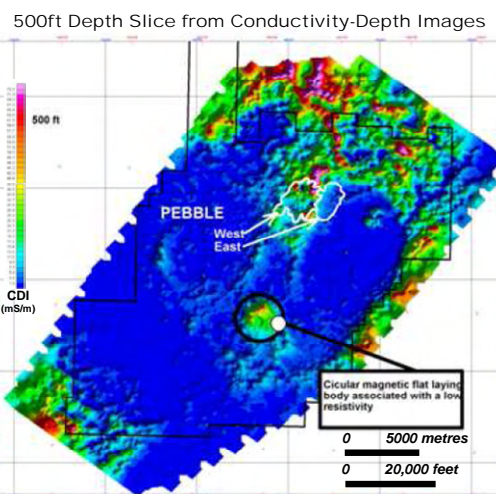 500ft Depth Slice from Conductivity-Depth Images
500 ft
PEBBLE
West
East
CDI
(mS/m)
Cicular magnetic flat laying
body associated with a low
resistivity
0 5000 metres
0 20,000 feet